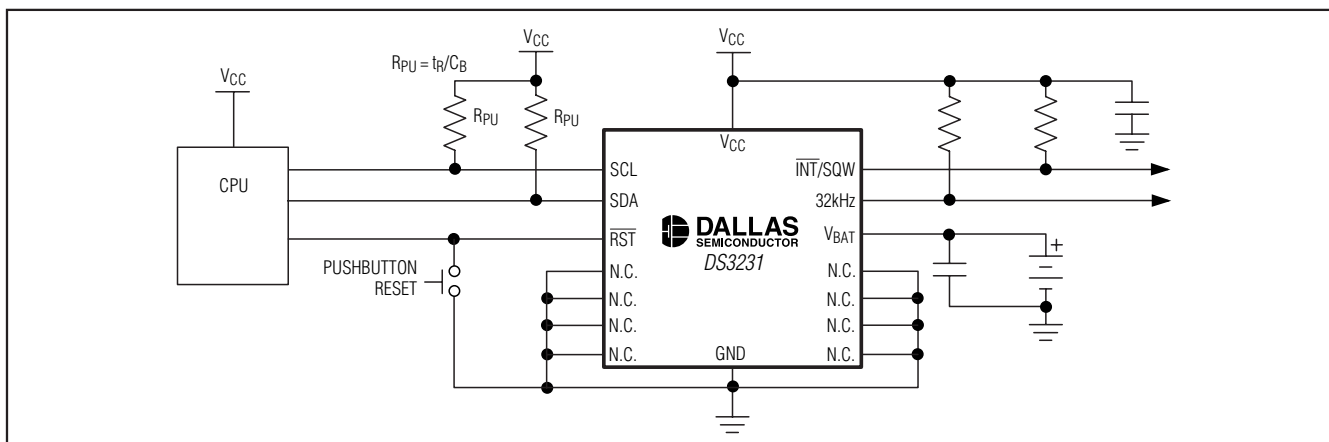 VCC
VCC
RPU = tR/CB
VCC
RPU
RPU
VCC
CPU
SCL
INT/SQW
SDA
32kHz
DALLAS
SEMICONDUCTOR
DS3231
RST
VBAT
+
PUSHBUTTON
RESET
N.C.
N.C.
N.C.
N.C.
N.C.
N.C.
N.C.
GND
N.C.